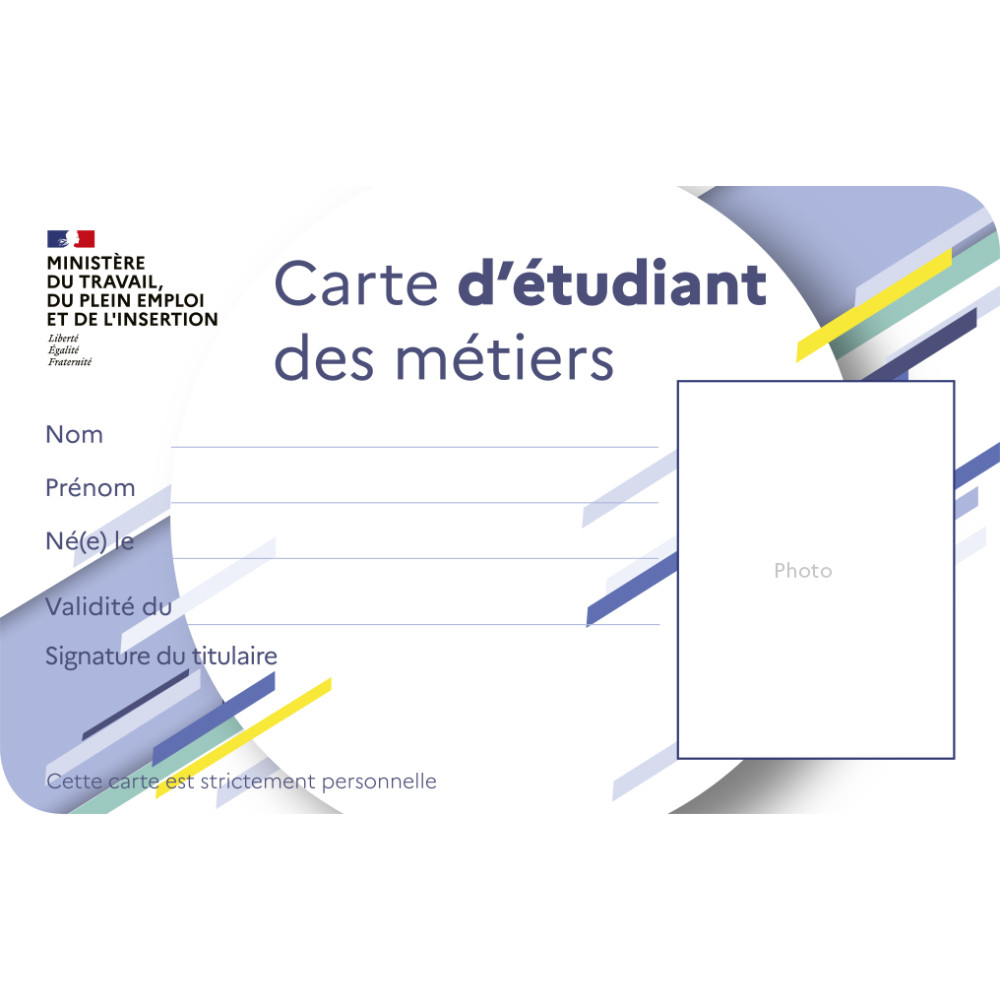 MINISTÈRE
DU TRAVAIL,
DU PLEIN EMPLOI
ET DE L'INSERTION
Liberté
Égalité
Fraternité
Carte d'étudiant
des métiers
Nom
Prénom
Né(e) le
Validité du
Signature du titulaire
Photo
Cette carte est strictement personnelle